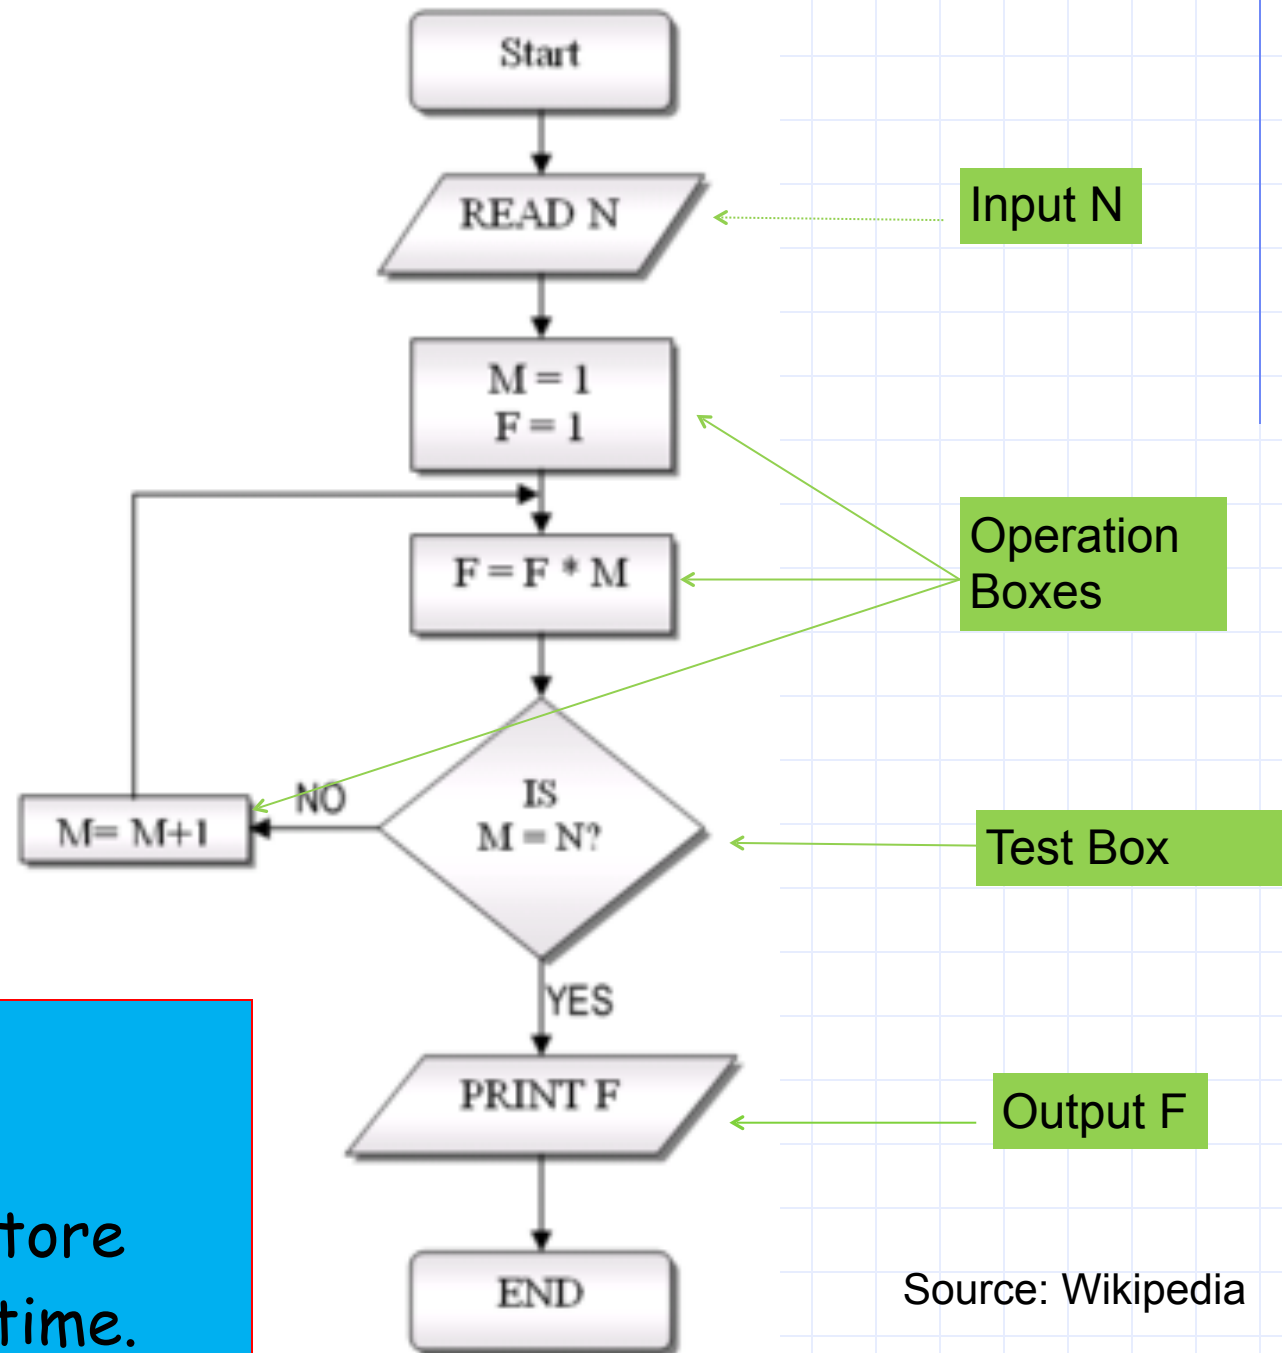 Start
READ N
Input N
M = 1
F = 1
Operation
Boxes
F = F * M
NO
IS
M = N?
M= M+1
Test Box
YES
PRINT F
Output F
tore
time.
END
Source: Wikipedia